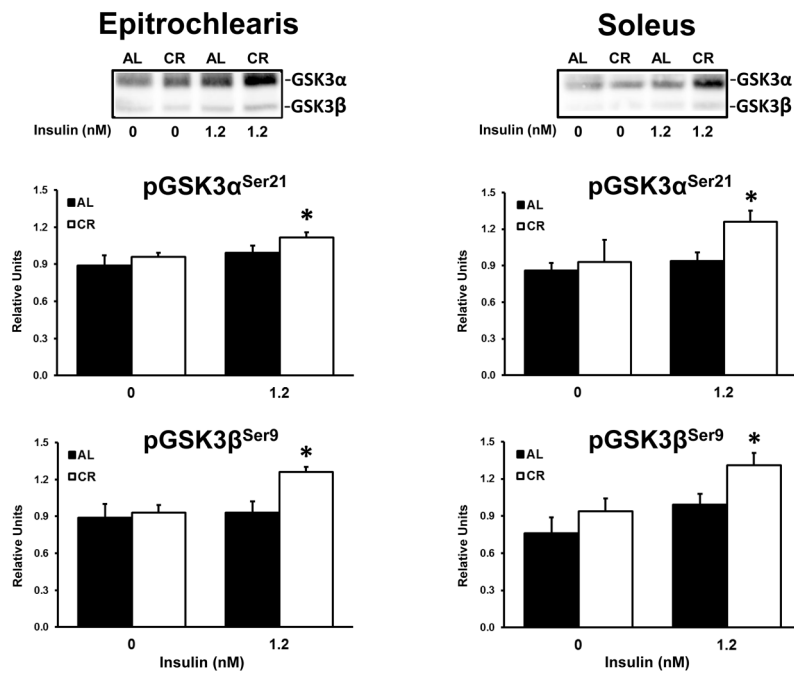 Epitrochlearis
AL CR AL CR
-GSK3α
-GSK3β
Insulin (nM) 0 0 1.2 1.2
pGSK3αSer21
1.5
1.2
0.9
0.6
0.3
0.0
Relative Units
AL
CR
*
0 1.2
pGSK3βSer9
1.5
1.2
0.9
0.6
0.3
0.0
Relative Units
AL
CR
*
0 1.2
Insulin (nM)
Soleus
AL CR AL CR
-GSK3α
-GSK3β
Insulin (nM) 0 0 1.2 1.2
pGSK3αSer21
1.5
1.2
0.9
0.6
0.3
0.0
Relative Units
AL
CR
*
0 1.2
pGSK3βSer9
1.5
1.2
0.9
0.6
0.3
0.0
Relative Units
AL
CR
*
0 1.2
Insulin (nM)